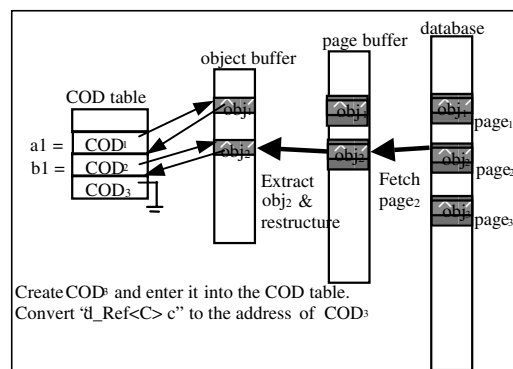 database
page buffer
object buffer
COD table
obj1
obj1
obj1
page1
a1 =
COD1
b1 =
COD2
obj2
obj2
obj2
page2
COD3
Extract
obj2 &
restructure
Fetch
page2
obj3
page3
Create COD3 and enter it into the COD table.
Convert “d_Ref<C> c” to the address of COD3